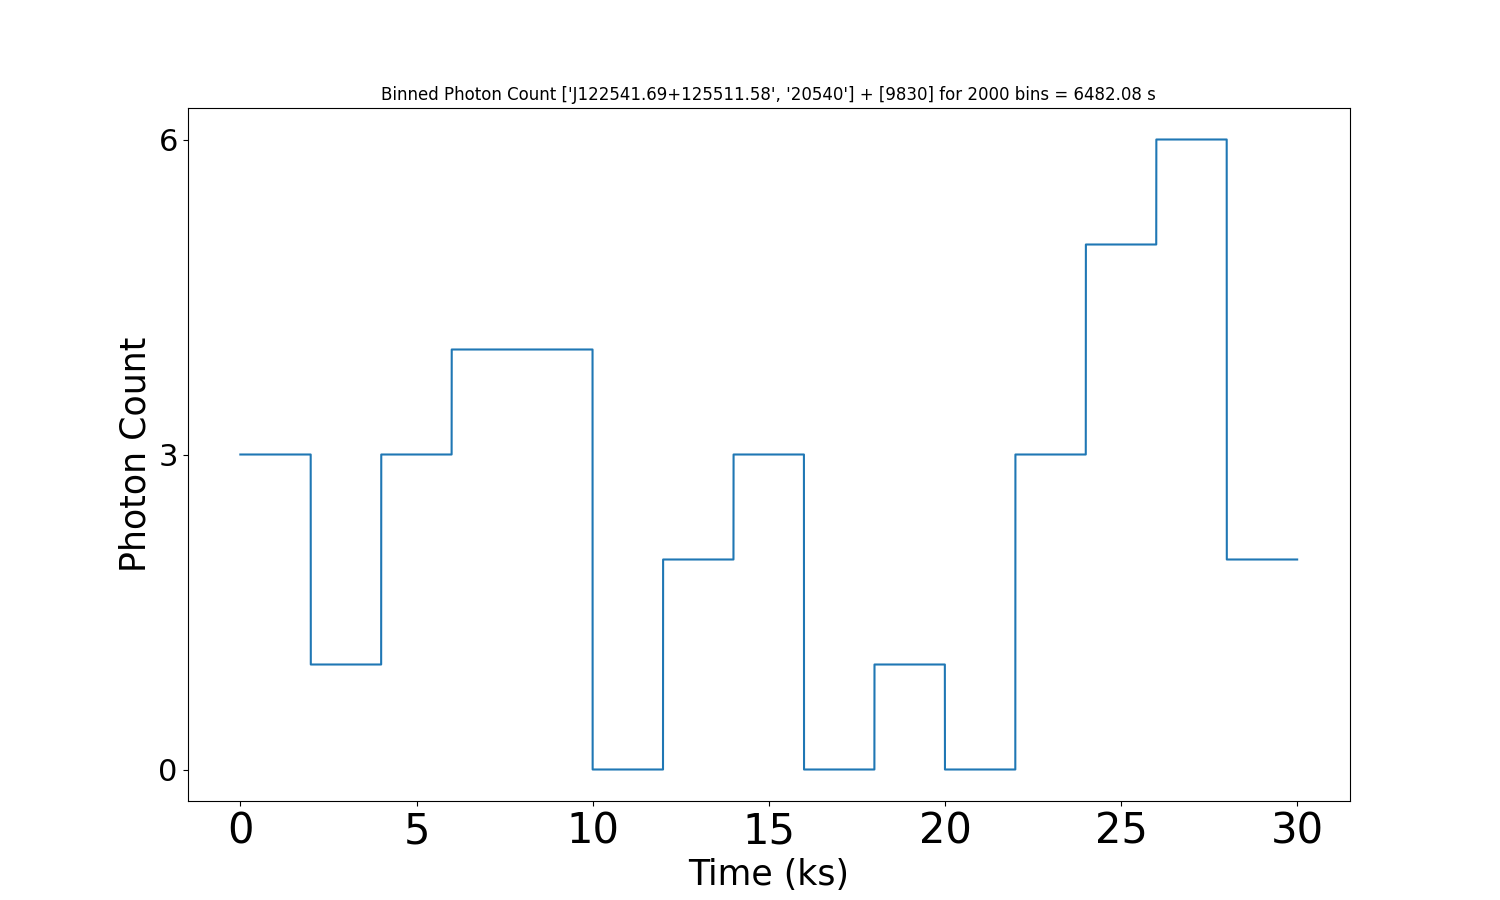 Binned Photon Count ['J122541.69+125511.58', '20540'] + [9830] for 2000 bins = 6482.08 s
6
3
0
Photon Count
0 5 10 15 20 25 30
Time (ks)